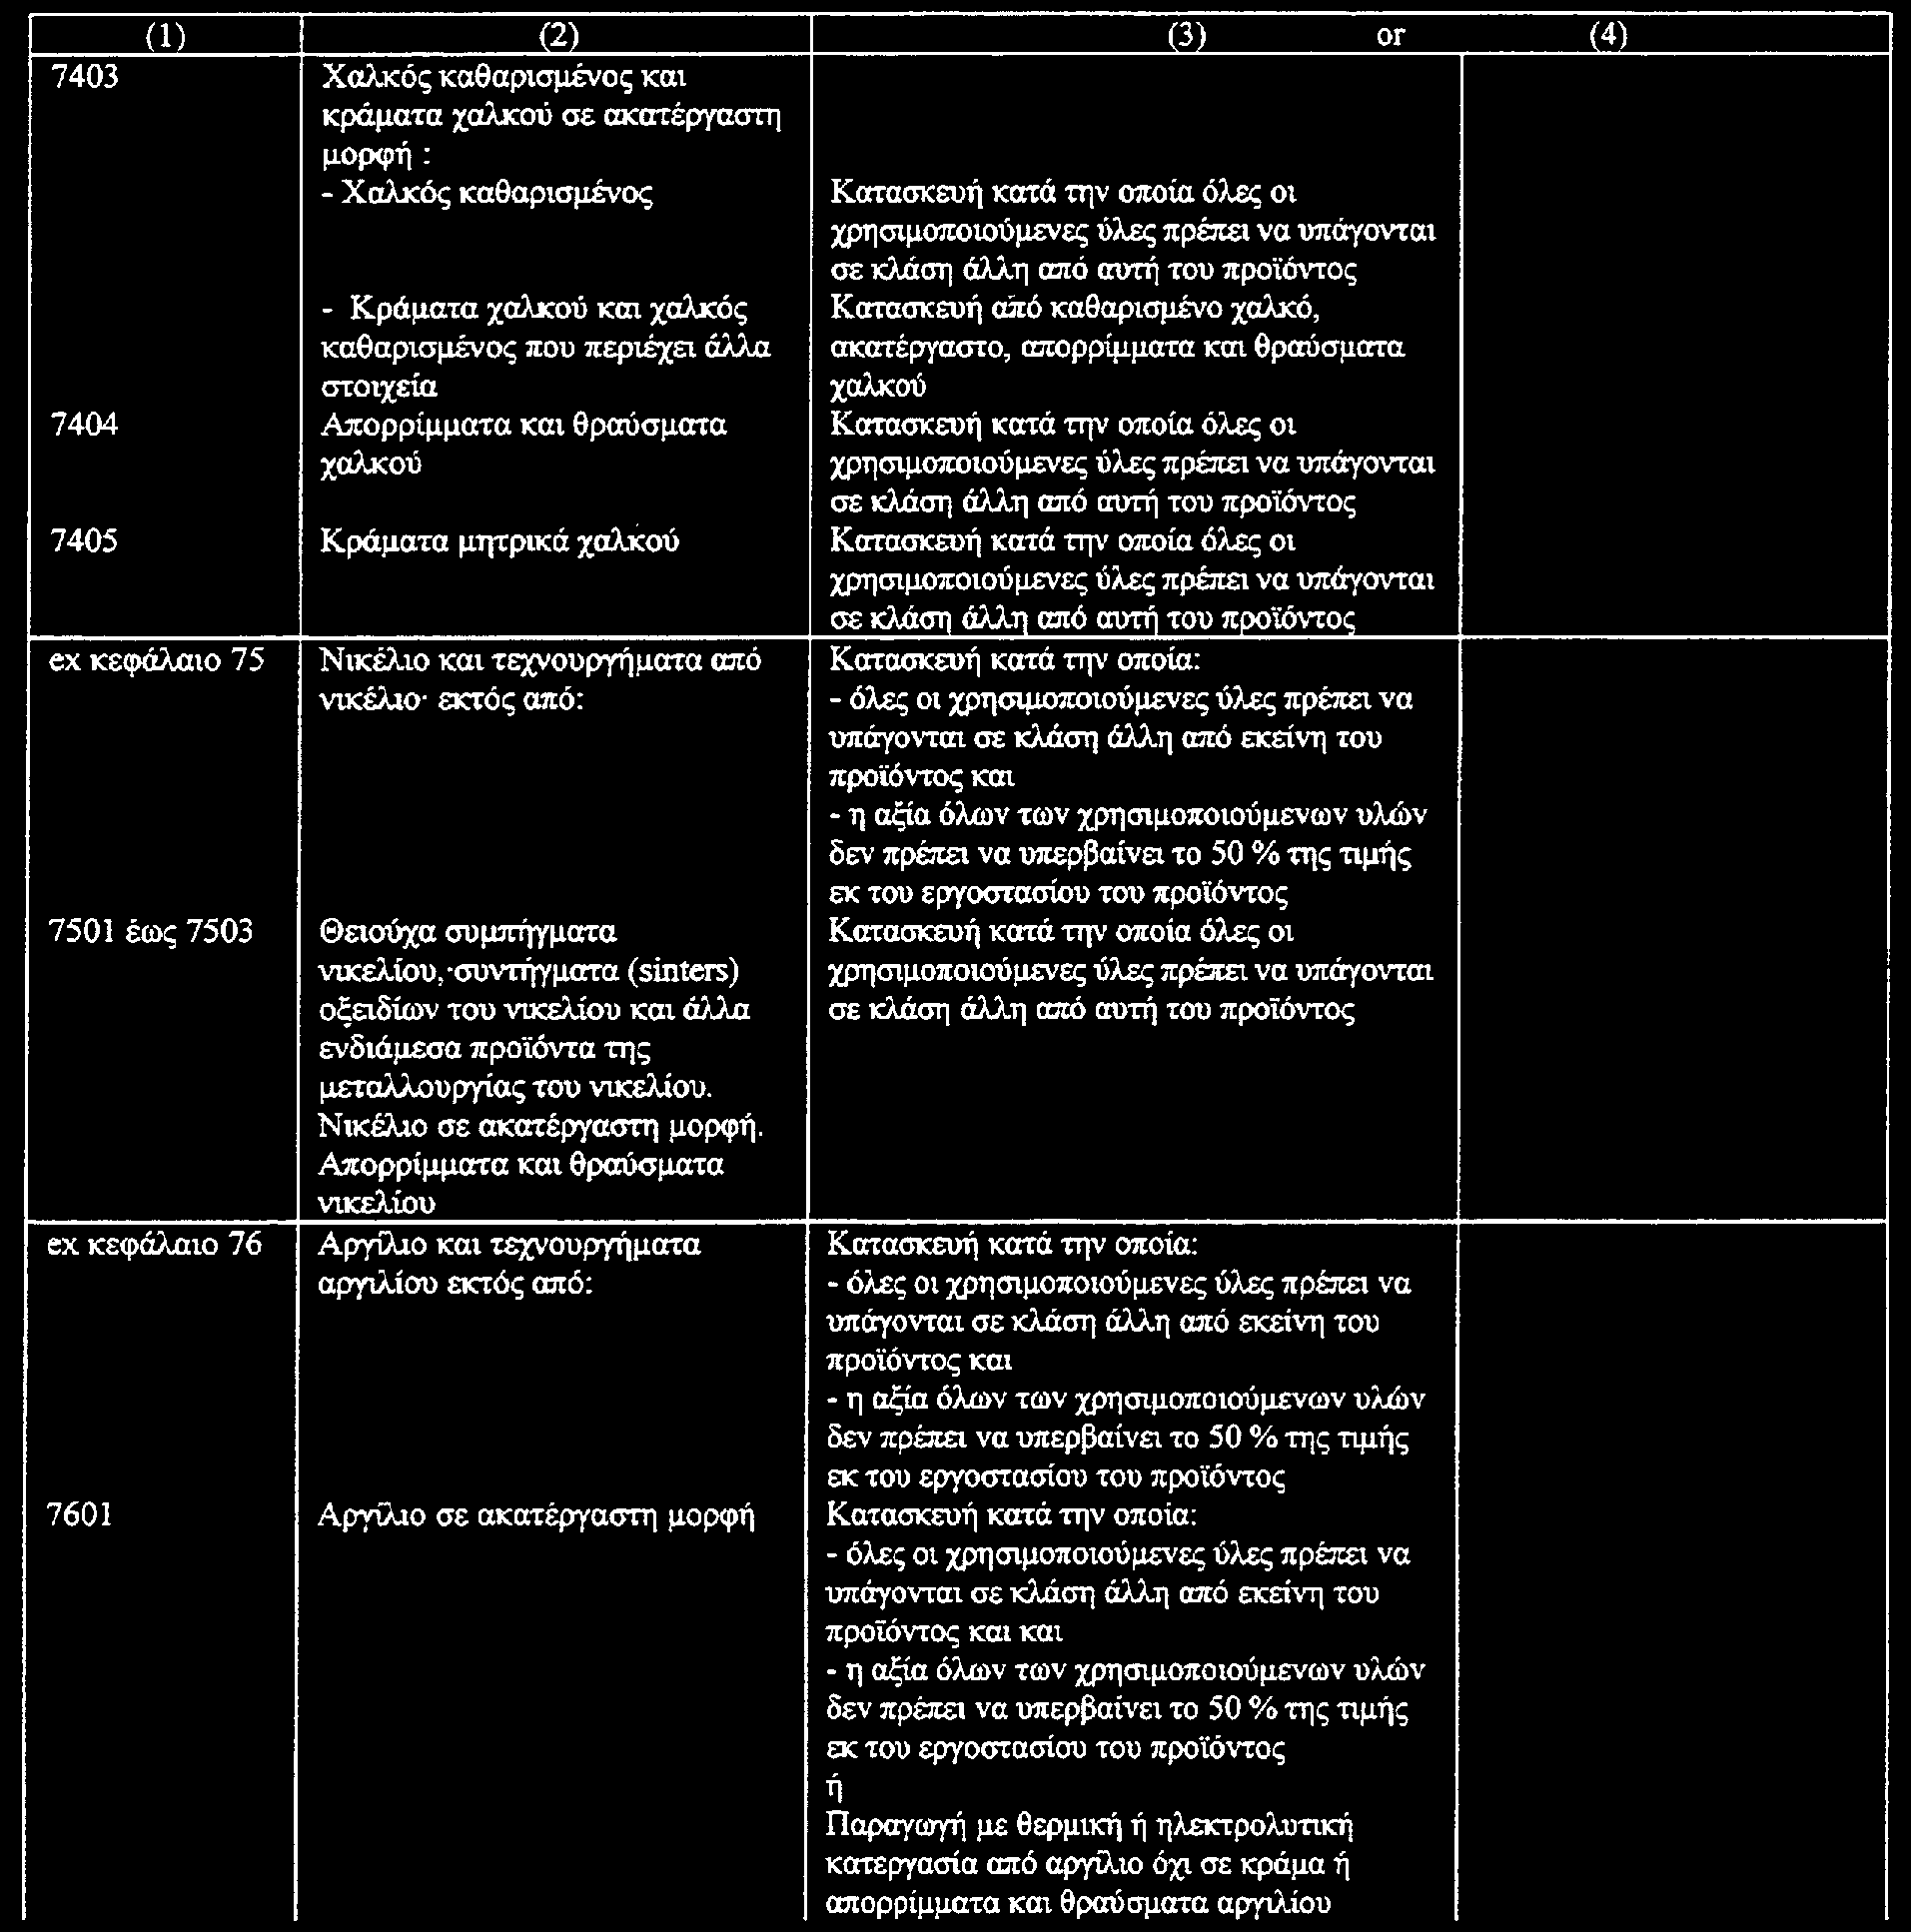 (1) (2) (3) or (4)
7403 Χαλκός καθαρισμένος και
κράματα χαλκού σε ακατέργαστη
μορφή :
- Χαλκός καθαρισμένος Κατασκευή κατά την οποία όλες οι
χρησιμοποιούμενες ύλες πρέπει να υπάγονται
σε κλάση άλλη από αυτή του προϊόντος
- Κράματα χαλκού και χαλκός Κατασκευή από καθαρισμένο χαλκό,
καθαρισμένος που περιέχει άλλα ακατέργαστο, απορρίμματα και θραύσματα
στοιχεία χαλκού
7404 Απορρίμματα και θραύσματα Κατασκευή κατά την οποία όλες οι
χαλκού χρησιμοποιούμενες ύλες πρέπει να υπάγονται
σε κλάση άλλη από αυτή του προϊόντος
7405 Κράματα μητρικά χαλκού Κατασκευή κατά την οποία όλες οι
χρησιμοποιούμενες ύλες πρέπει να υπάγονται
σε κλάση άλλη από αυτή του προϊόντος
ex κεφάλαιο 75 Νικέλιο και τεχνουργήματα από Κατασκευή κατά την οποία:
νικέλιο· εκτός από: - όλες οι χρησιμοποιούμενες ύλες πρέπει να
υπάγονται σε κλάση άλλη από εκείνη του
προϊόντος και
- η αξία όλων των χρησιμοποιούμενων υλών
δεν πρέπει να υπερβαίνει το 50 % της τιμής
εκ του εργοστασίου του προϊόντος
7501 έως 7503 Θειούχα συμπήγματα Κατασκευή κατά την οποία όλες οι
νικελίου,·συντήγματα (sinters) χρησιμοποιούμενες ύλες πρέπει να υπάγονται
οξειδίων του νικελίου και άλλα σε κλάση άλλη από αυτή του προϊόντος
ενδιάμεσα προϊόντα της
μεταλλουργίας του νικελίου.
Νικέλιο σε ακατέργαστη μορφή.
Απορρίμματα και θραύσματα
νικελίου
ex κεφάλαιο 76 Αργίλιο και τεχνουργήματα Κατασκευή κατά την οποία:
αργιλίου εκτός από: - όλες οι χρησιμοποιούμενες ύλες πρέπει να
υπάγονται σε κλάση άλλη από εκείνη του
προϊόντος και
- η αξία όλων των χρησιμοποιούμενων υλών
δεν πρέπει να υπερβαίνει το 50 % της τιμής
εκ του εργοστασίου του προϊόντος
7601 Αργίλιο σε ακατέργαστη μορφή Κατασκευή κατά την οποία:
- όλες οι χρησιμοποιούμενες ύλες πρέπει να
υπάγονται σε κλάση άλλη από εκείνη του
προϊόντος και και
- η αξία όλων των χρησιμοποιούμενων υλών
δεν πρέπει να υπερβαίνει το 50 % της τιμής
εκ του εργοστασίου του προϊόντος
ή
Παραγωγή με θερμική ή ηλεκτρολυτική
κατεργασία από αργίλιο όχι σε κράμα ή
απορρίμματα και θραύσματα αργιλίου